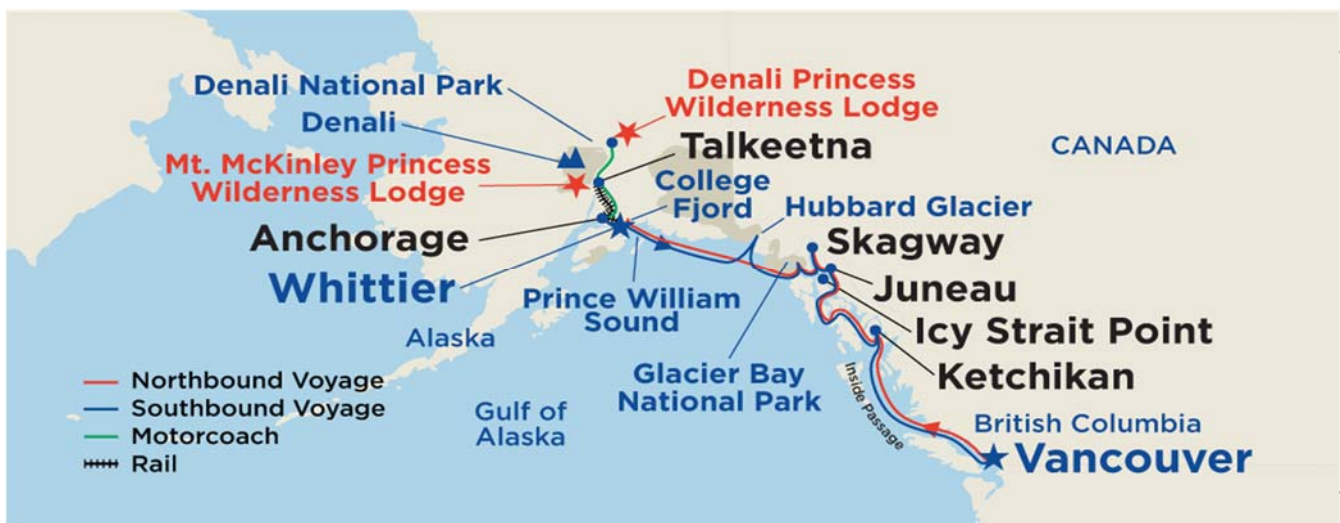 Denali National Park
Denali Princess
Wilderness Lodge
Denali
Talkeetna
CANADA
Mt. McKinley Princess
Wilderness Lodge
College
Fjord
Hubbard Glacier
Anchorage
Skagway
Whittier
Juneau
Prince William
Sound
Icy Strait Point
Alaska
Glacier Bay
National Park
Ketchikan
Inside Passage
Northbound Voyage
Southbound Voyage
Motorcoach
Rail
Gulf of
Alaska
British Columbia
Vancouver